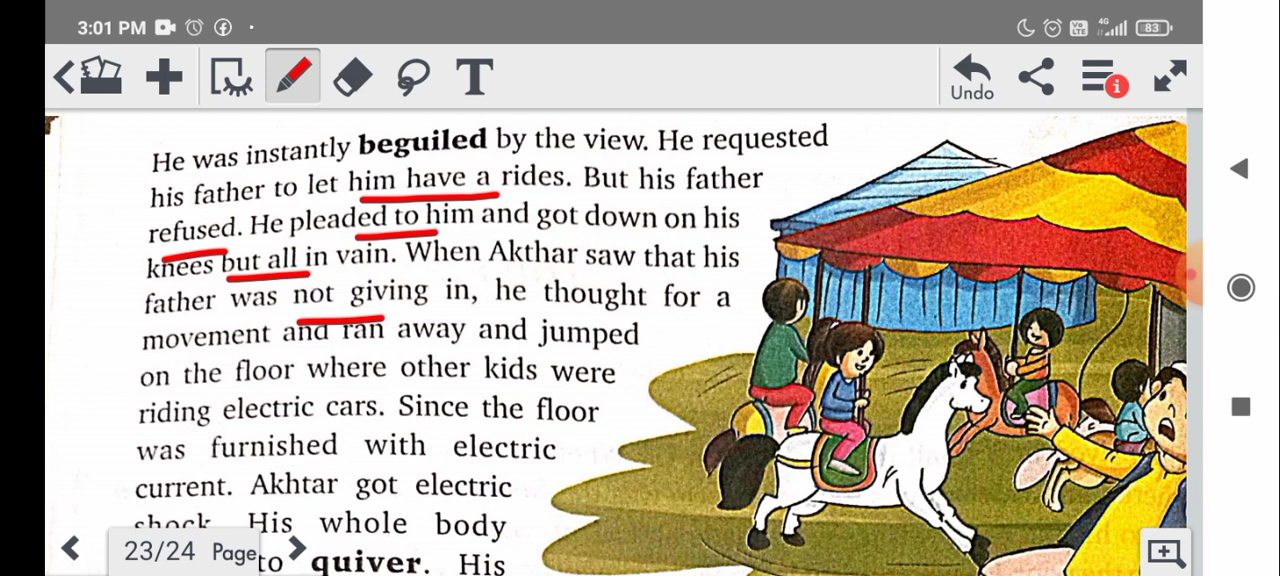 3:01 PM
4G
Vo LTE
83
T
Undo
i
He was instantly beguiled by the view. He requested
his father to let him have a rides. But his father
refused. He pleaded to him and got down on his
knees but all in vain. When Akthar saw that his
father was not giving in, he thought for a
movement and ran away and jumped
on the floor where other kids were
riding electric cars. Since the floor
was furnished with electric
current. Akhtar got electric
shock. His whole body
to quiver. His
23/24 Page